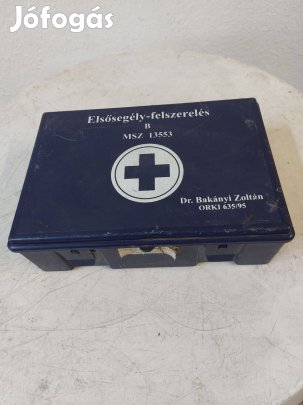 Jófogás
Elsősegély-felszerelés
B
MSZ 13553
Dr. Bakányi Zoltán
ORKI 635/95